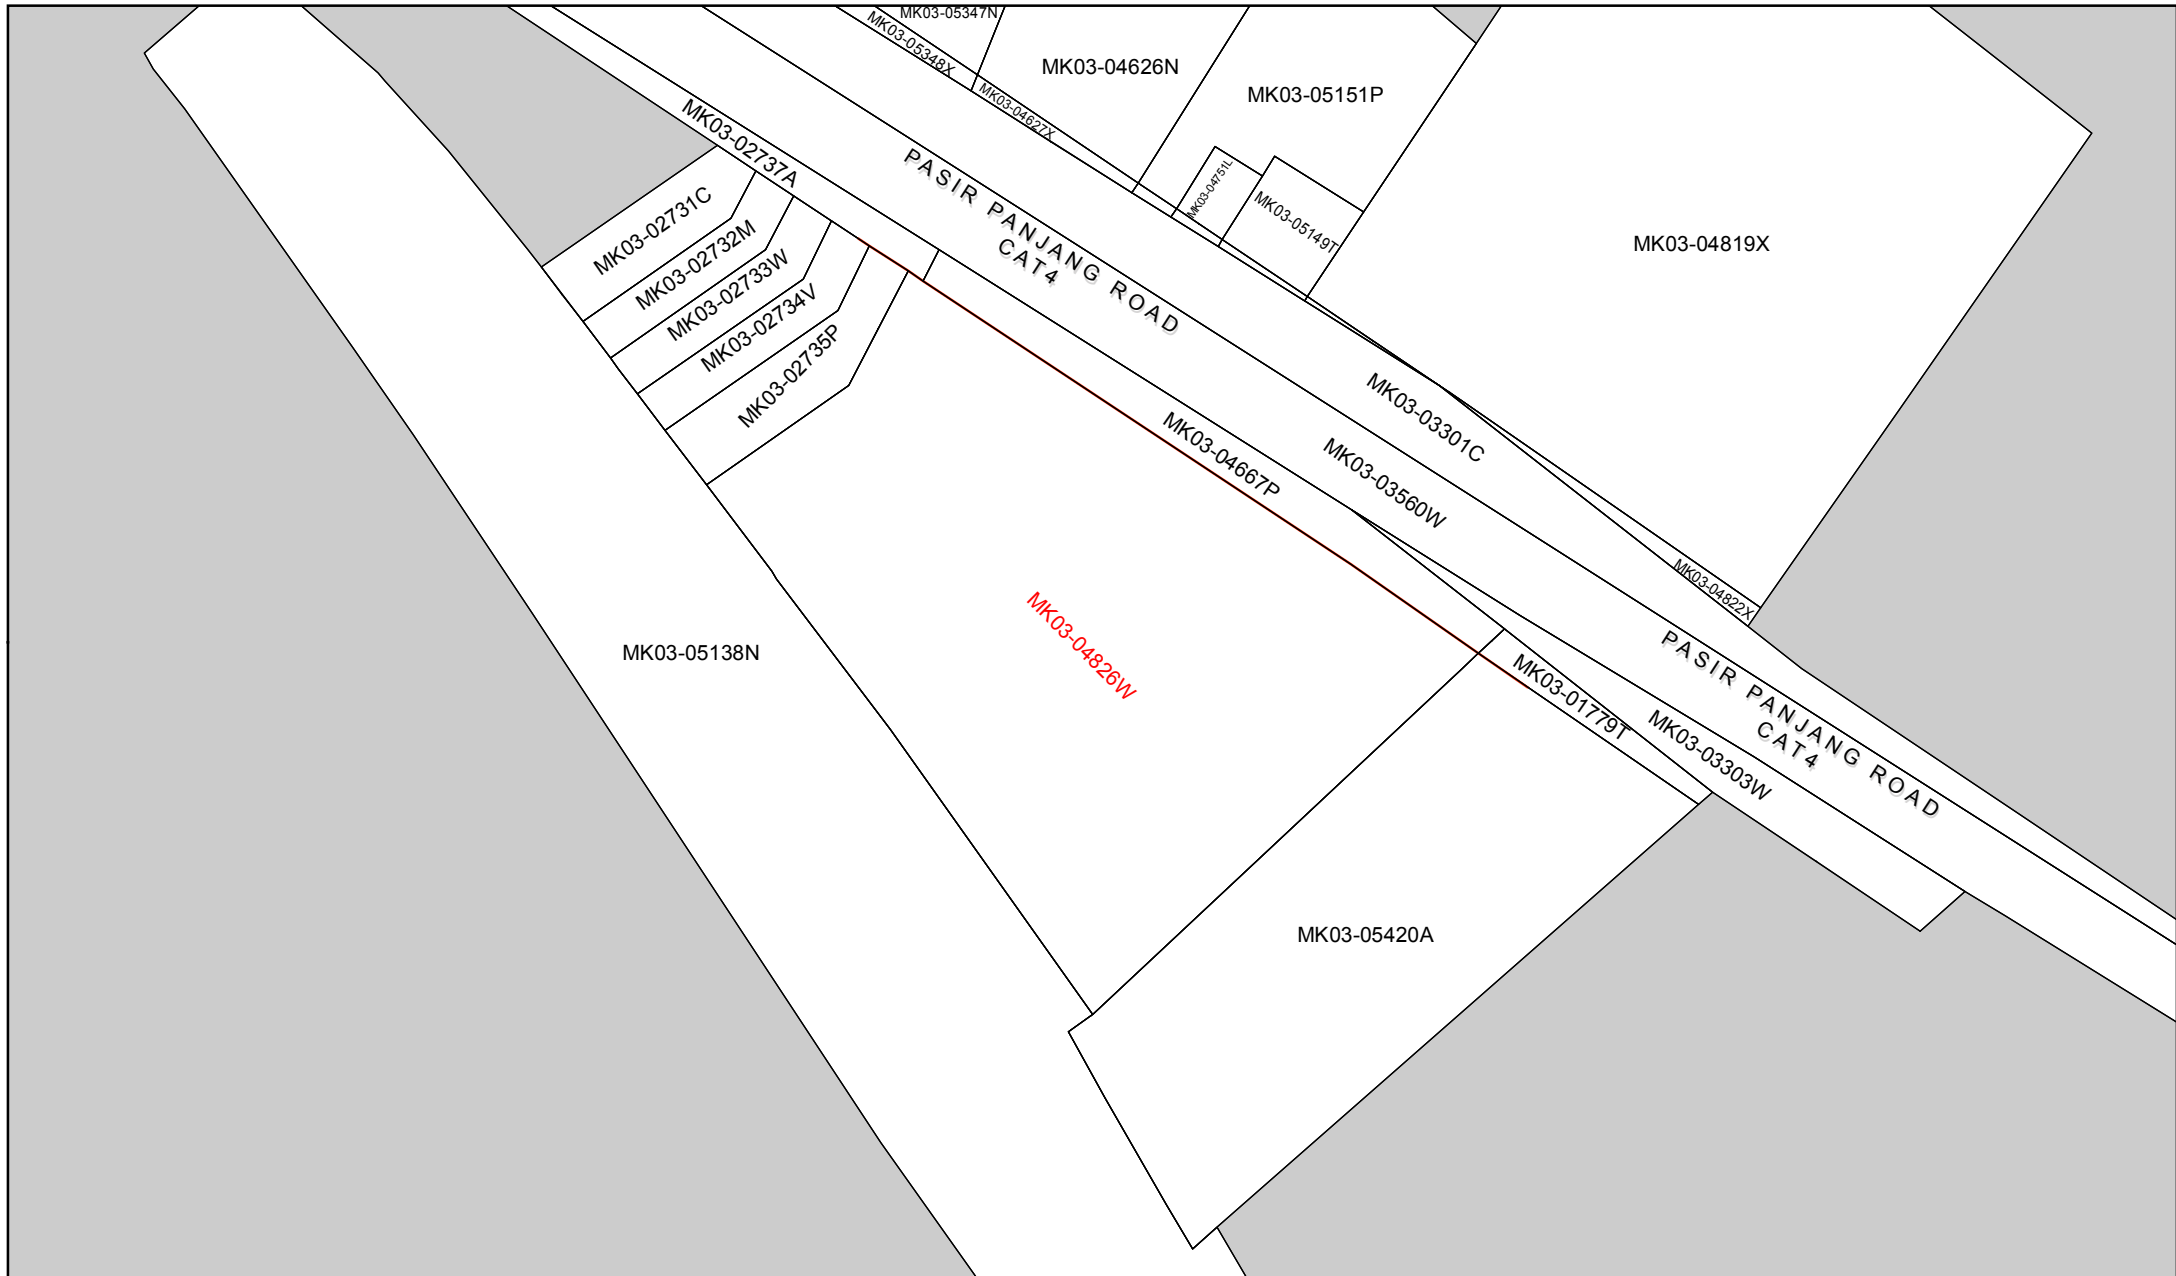 MK03-05347N
MK03-05348X
MK03-04626N
MK03-04627X
MK03-05151P
MK03-02737A
MK03-04751L
MK03-05149T
MK03-02731C
PASIR PANJANG ROAD
CAT4
MK03-04819X
MK03-02732M
MK03-02733W
MK03-02734V
MK03-02735P
MK03-03301C
MK03-04667P
MK03-03560W
MK03-04822X
MK03-05138N
MK03-04826W
MK03-01779T
PASIR PANJANG ROAD
CAT4
MK03-03303W
MK03-05420A